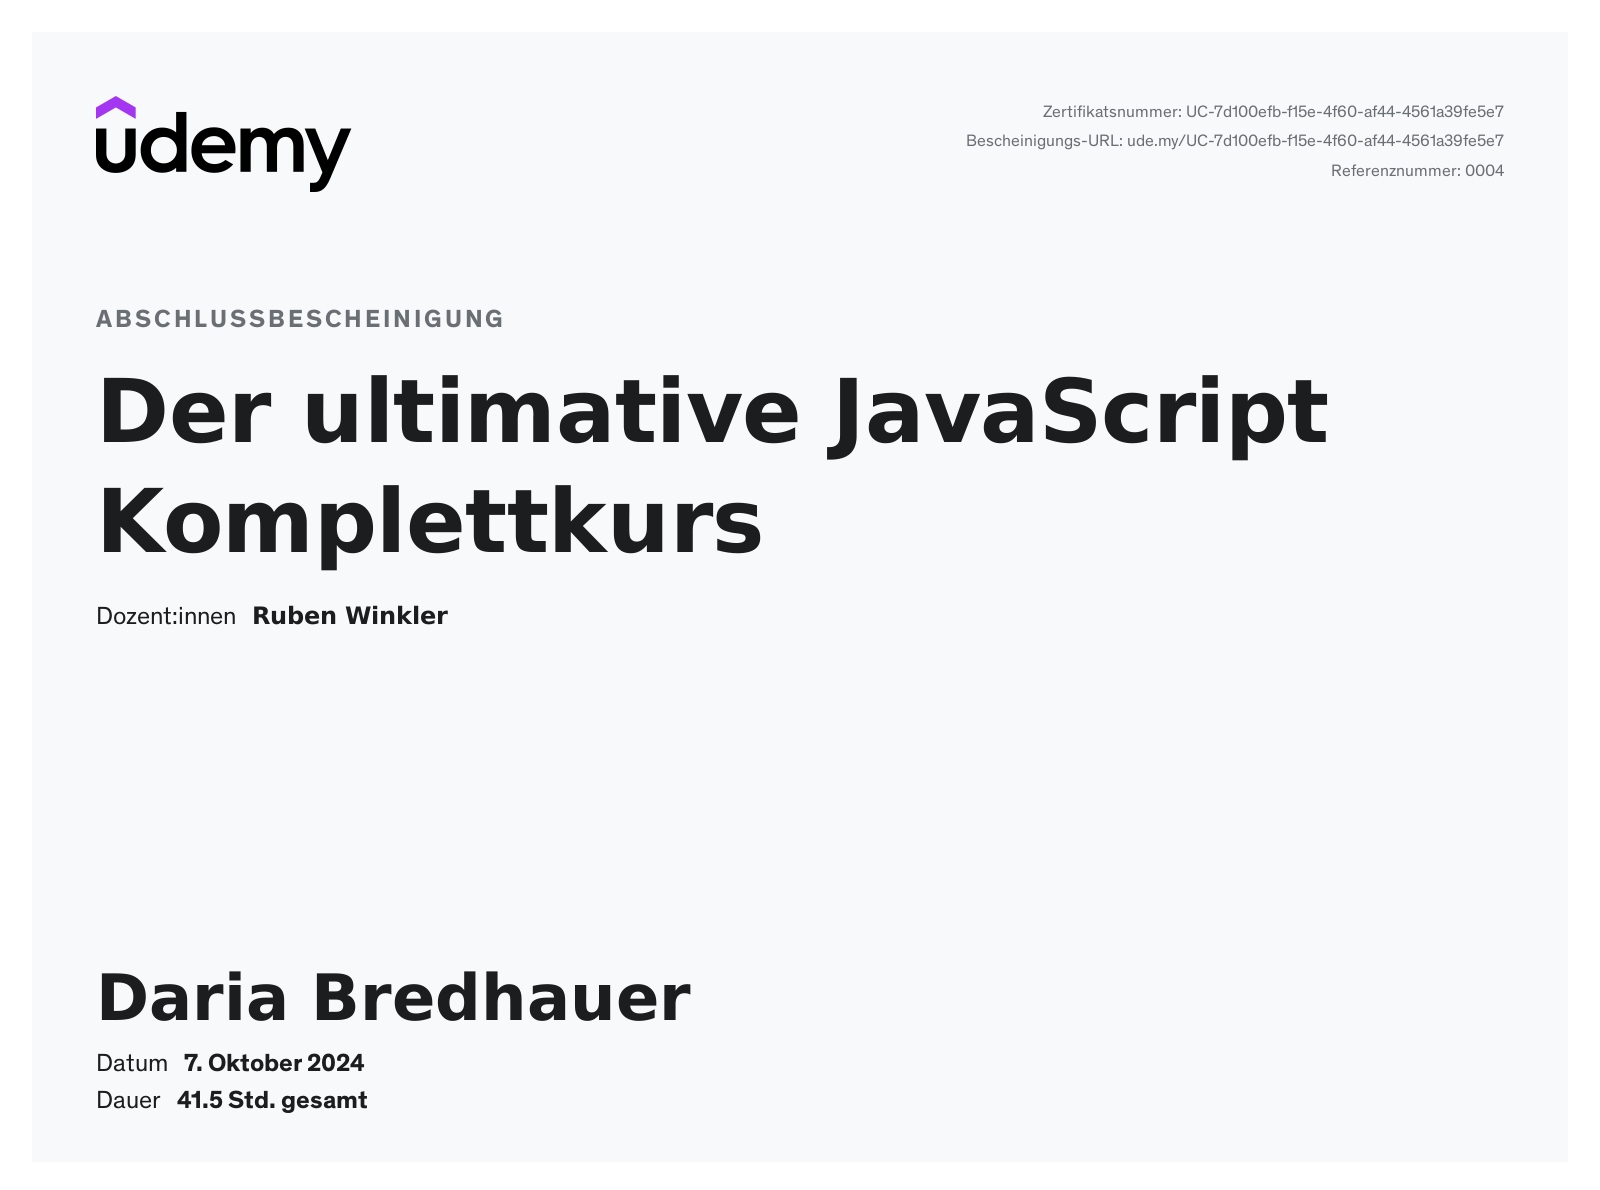 udemy
Zertifikatsnummer: UC-7d100efb-f15e-4f60-af44-4561a39fe5e7
Bescheinigungs-URL: ude.my/UC-7d100efb-f15e-4f60-af44-4561a39fe5e7
Referenznummer: 0004
ABSCHLUSSBESCHEINIGUNG
Der ultimative JavaScript
Komplettkurs
Dozent:innen Ruben Winkler
Daria Bredhauer
Datum 7. Oktober 2024
Dauer 41.5 Std. gesamt